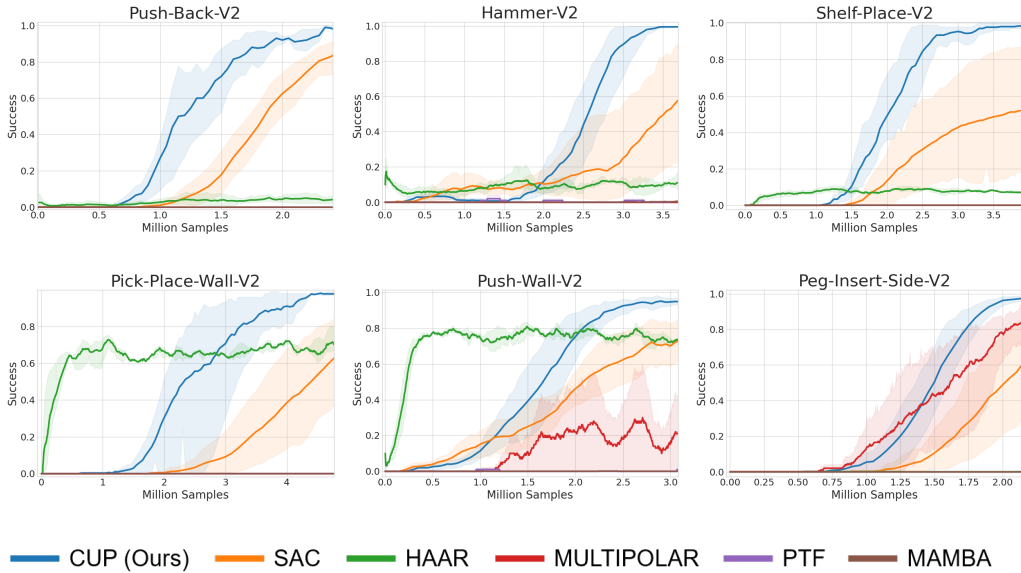 Push-Back-V2
Hammer-V2
Shelf-Place-V2
Success
1.0
0.8
0.6
0.4
0.2
0.0
0.0 0.5 1.0 1.5 2.0
Million Samples
Success
1.0
0.8
0.6
0.4
0.2
0.0
0.0 0.5 1.0 1.5 2.0 2.5 3.0 3.5
Million Samples
Success
1.0
0.8
0.6
0.4
0.2
0.0
0.0 0.5 1.0 1.5 2.0 2.5 3.0 3.5
Million Samples
Pick-Place-Wall-V2
Push-Wall-V2
Peg-Insert-Side-V2
Success
0.8
0.6
0.4
0.2
0.0
0 1 2 3 4
Million Samples
Success
1.0
0.8
0.6
0.4
0.2
0.0
0.0 0.5 1.0 1.5 2.0 2.5 3.0
Million Samples
Success
1.0
0.8
0.6
0.4
0.2
0.0
0.00 0.25 0.50 0.75 1.00 1.25 1.50 1.75 2.00
Million Samples
CUP (Ours) SAC HAAR MULTIPOLAR PTF MAMBA